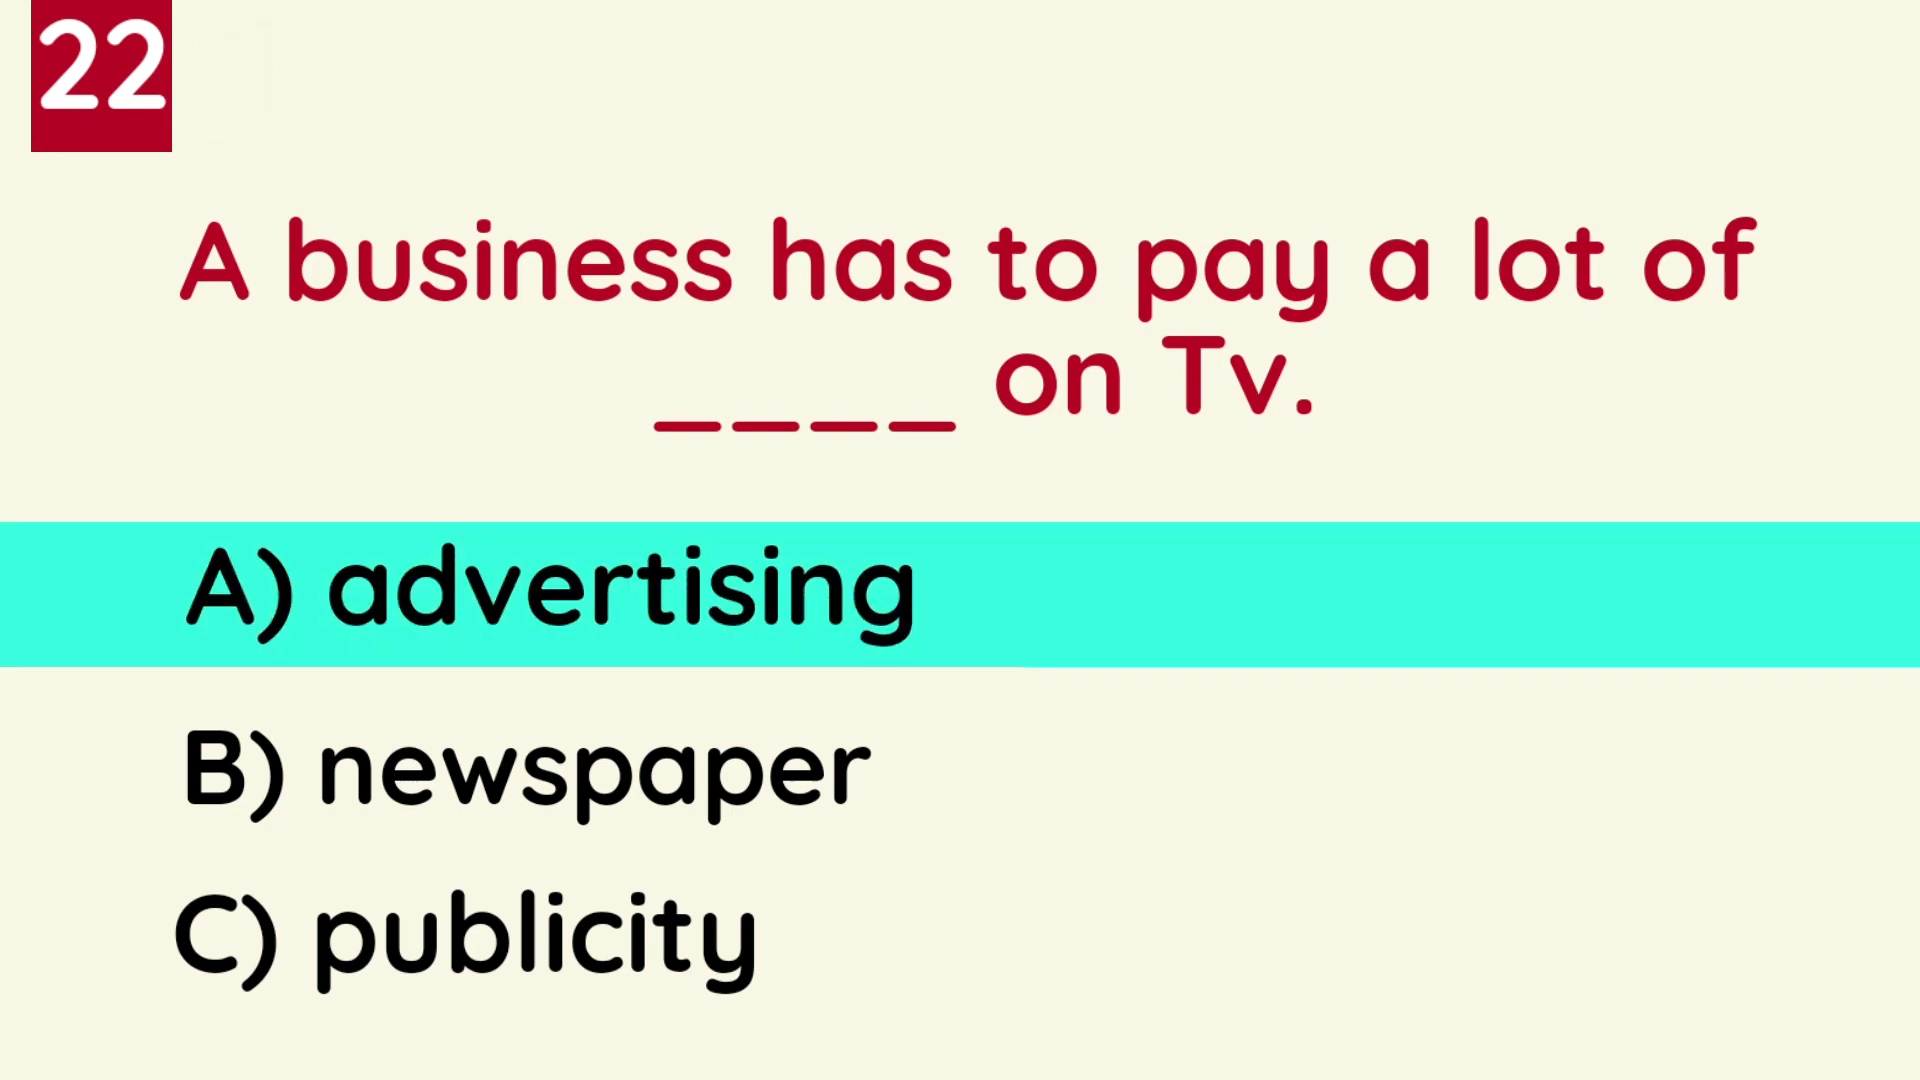 22
A business has to pay a lot of
____ on Tv.
A) advertising
B) newspaper
C) publicity